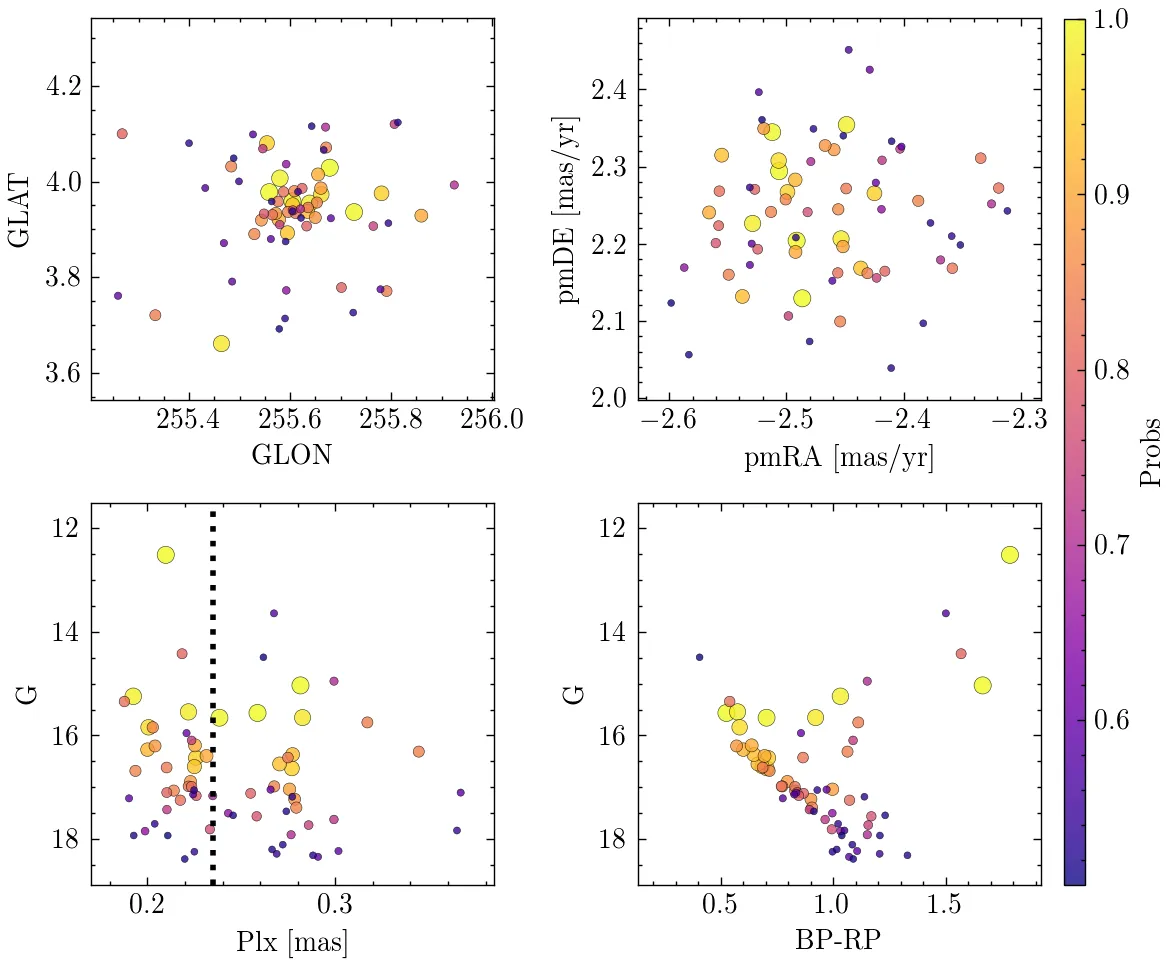 4.2
4.0
3.8
3.6
GLAT
255.4 255.6 255.8 256.0
GLON
2.4
2.3
2.2
2.1
2.0
pmDE [mas/yr]
−2.6 −2.5 −2.4 −2.3
pmRA [mas/yr]
12
14
16
18
G
0.2 0.3
Plx [mas]
12
14
16
18
G
0.5 1.0 1.5
BP-RP
1.0
0.9
0.8
0.7
0.6
Probs